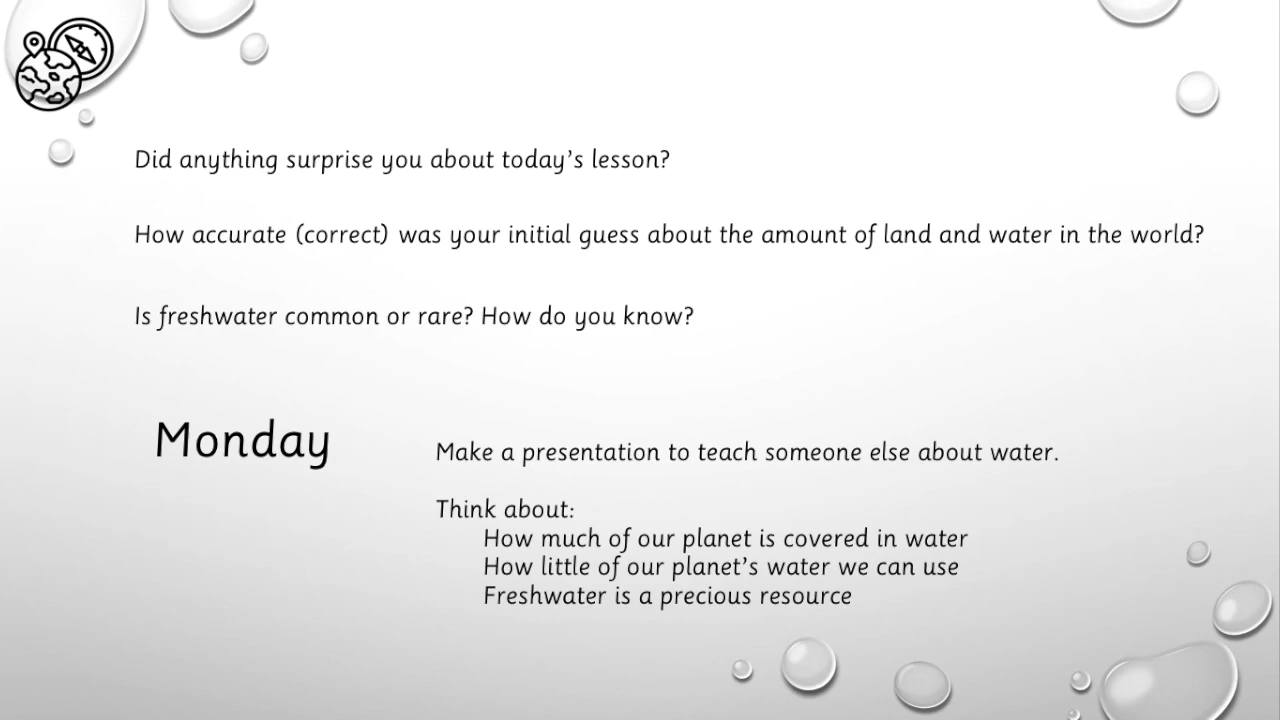 Did anything surprise you about today’s lesson?
How accurate (correct) was your initial guess about the amount of land and water in the world?
Is freshwater common or rare? How do you know?
Monday
Make a presentation to teach someone else about water.
Think about:
How much of our planet is covered in water
How little of our planet’s water we can use
Freshwater is a precious resource